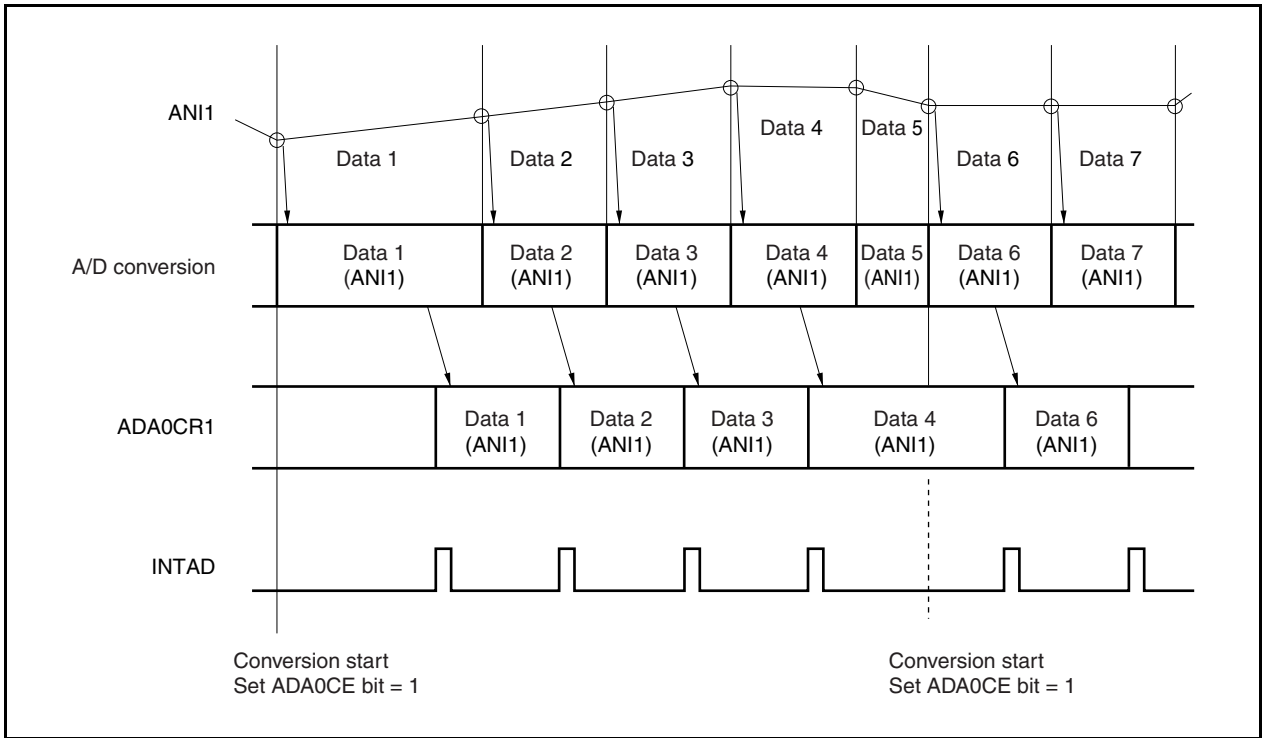 ANI1
Data 1
Data 2
Data 3
Data 4
Data 5
Data 6
Data 7
A/D conversion
Data 1
(ANI1)
Data 2
(ANI1)
Data 3
(ANI1)
Data 4
(ANI1)
Data 5
(ANI1)
Data 6
(ANI1)
Data 7
(ANI1)
ADA0CR1
Data 1
(ANI1)
Data 2
(ANI1)
Data 3
(ANI1)
Data 4
(ANI1)
Data 6
(ANI1)
INTAD
Conversion start
Set ADA0CE bit = 1
Conversion start
Set ADA0CE bit = 1